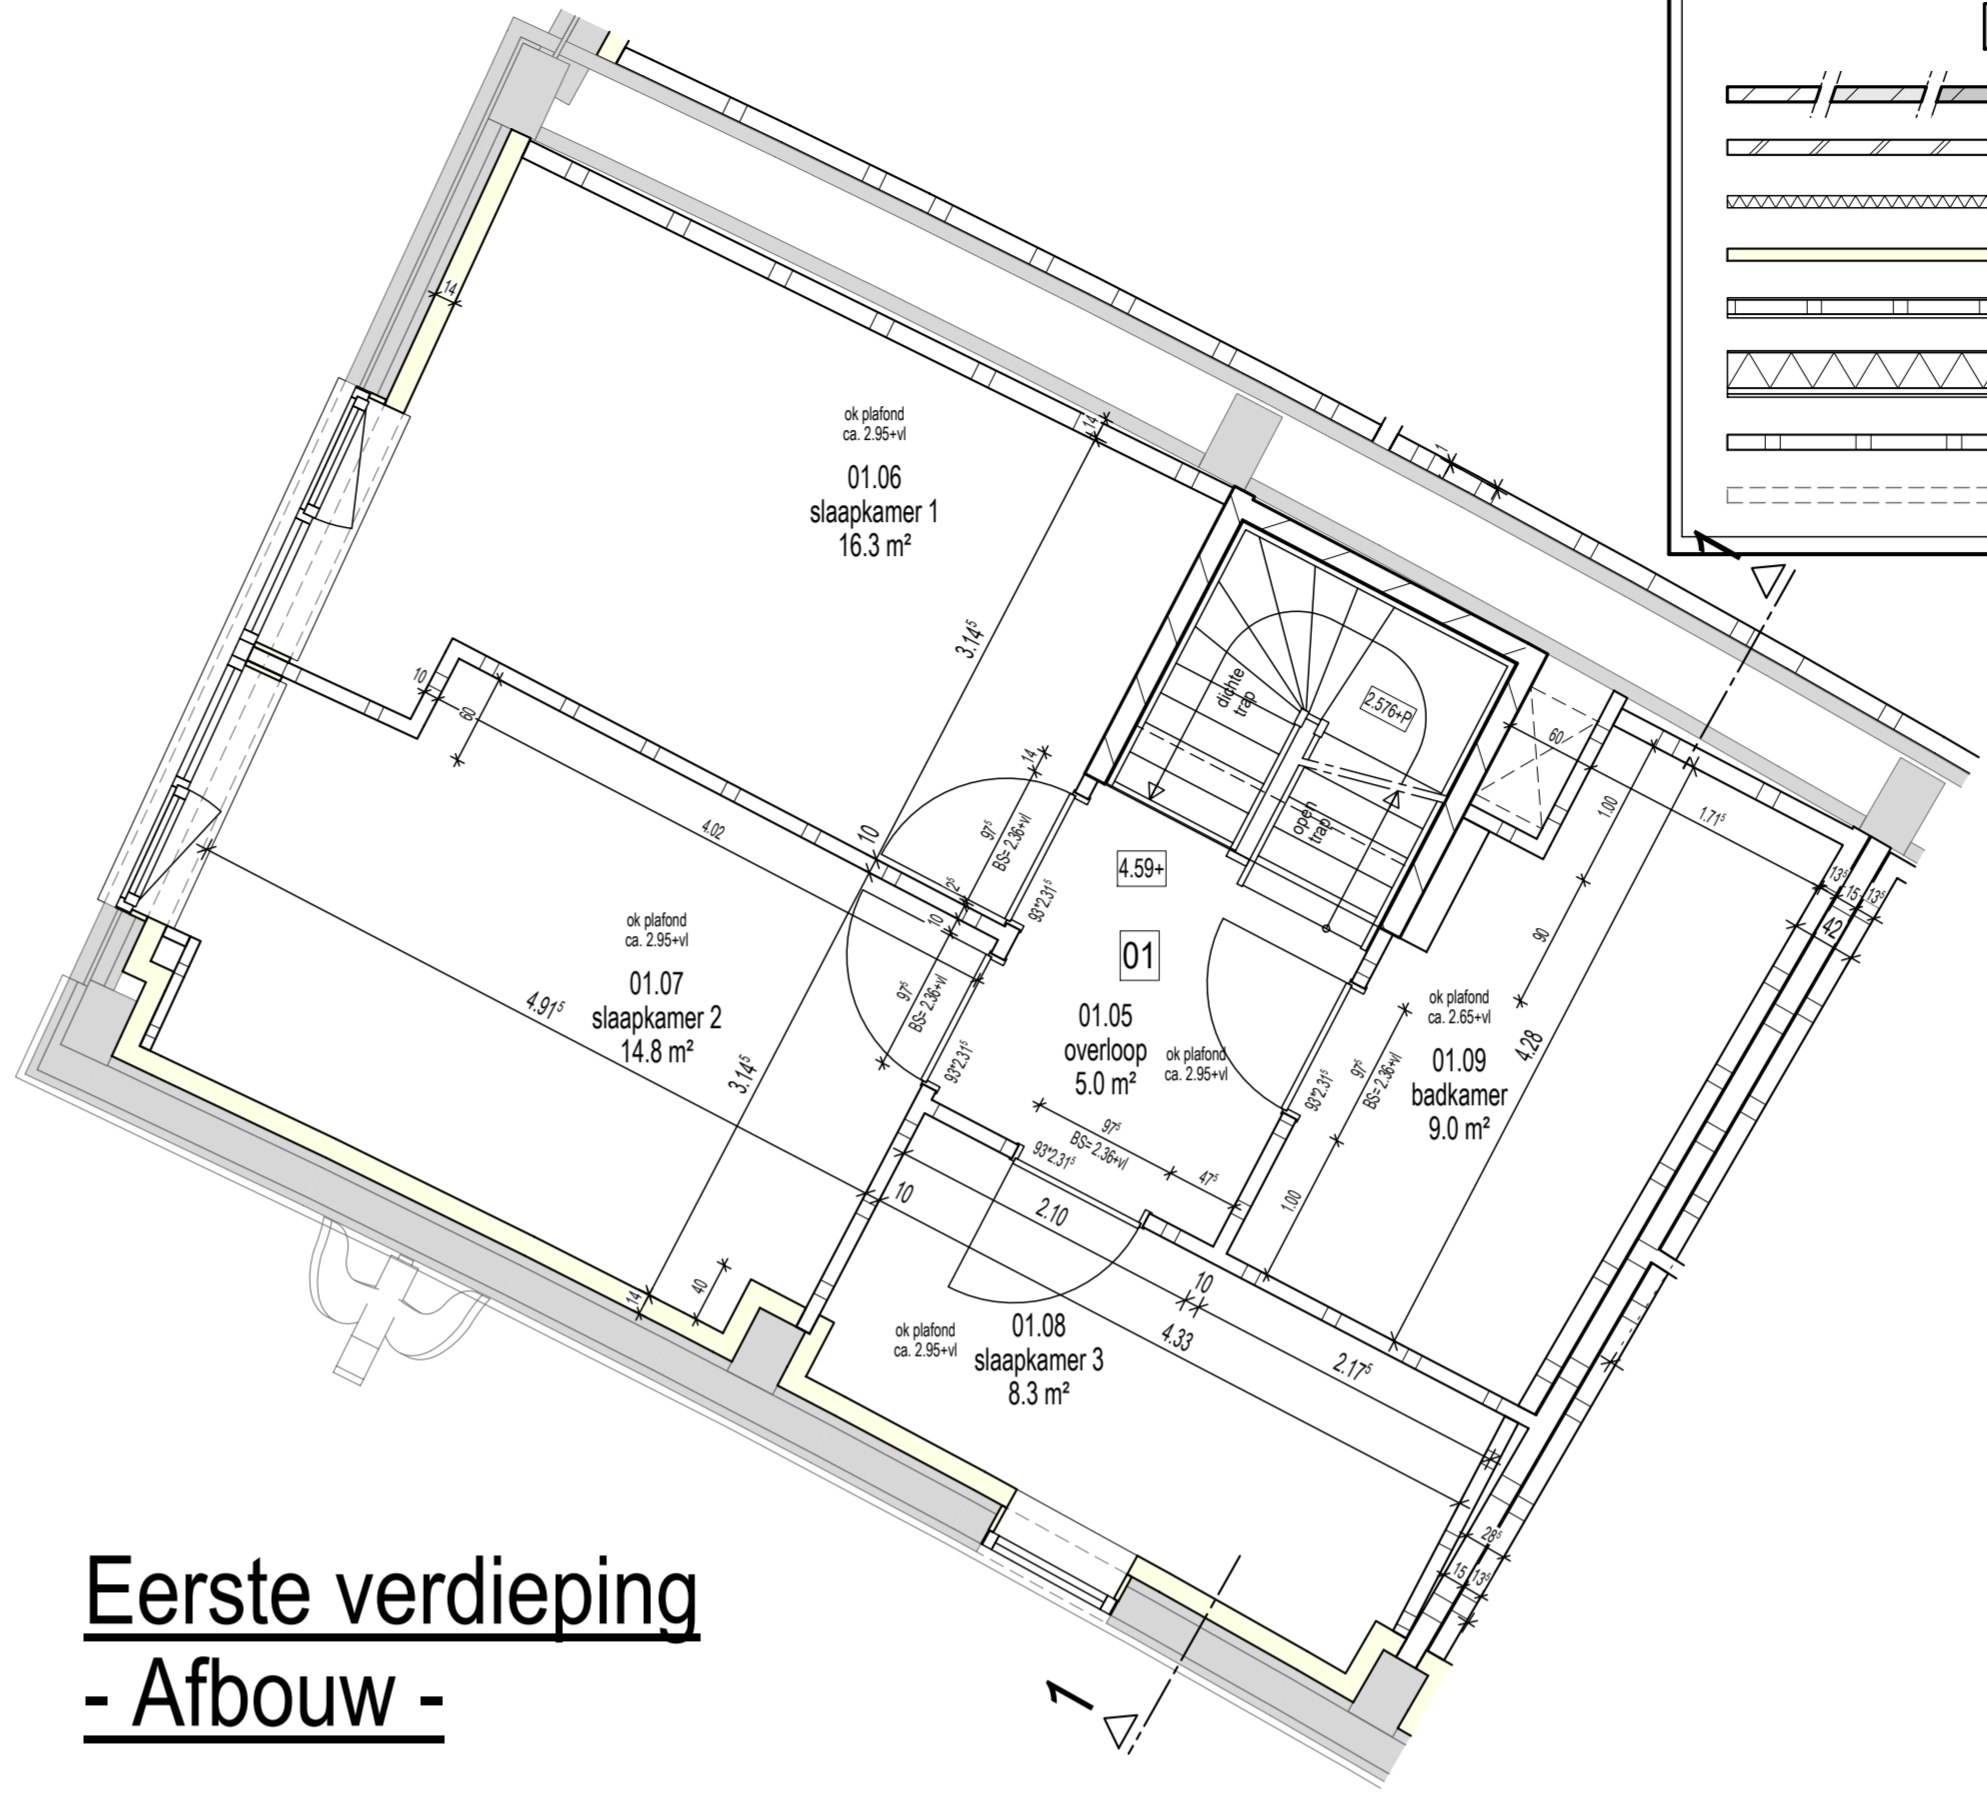 1
14
ok plafond
ca. 2.95+vl
01.06
slaapkamer 1
16.3 m²
14
1
3.14⁵
dichte
trap
2.576+P
open
trap
60
1.00
1.71⁵
13⁵
15
13⁵
42
10
60
4.02
10
14
97⁵
BS= 2.36+vl
2⁵
93*2.31⁵
10
97⁵
BS= 2.36+vl
93*2.31⁵
4.59+
01
01.05
overloop
5.0 m²
ok plafond
ca. 2.95+vl
90
ok plafond
ca. 2.65+vl
01.09
badkamer
9.0 m²
4.28
93*2.31⁵
97⁵
BS= 2.36+vl
1.00
ok plafond
ca. 2.95+vl
01.07
slaapkamer 2
14.8 m²
4.91⁵
3.14⁵
14
40
97⁵
BS= 2.36+vl
93*2.31⁵
47⁵
10
2.10
10
4.33
2.17⁵
ok plafond
ca. 2.95+vl
01.08
slaapkamer 3
8.3 m²
28⁵
15
13⁵
1
Eerste verdieping
- Afbouw -